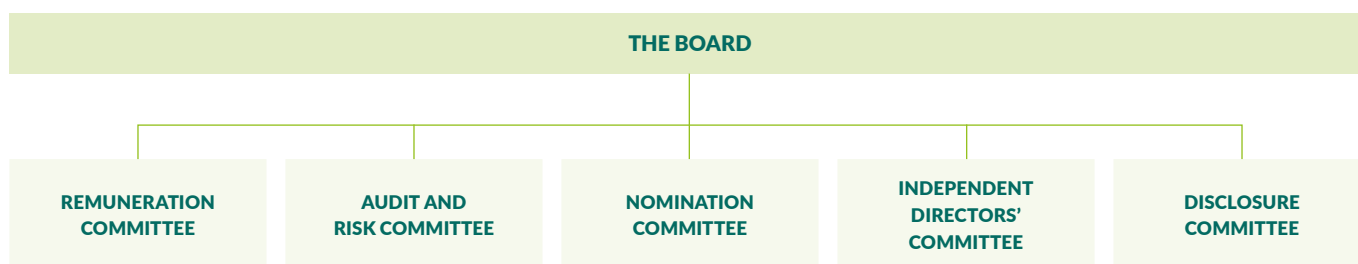 THE BOARD
REMUNERATION
COMMITTEE
AUDIT AND
RISK COMMITTEE
NOMINATION
COMMITTEE
INDEPENDENT
DIRECTORS’
COMMITTEE
DISCLOSURE
COMMITTEE